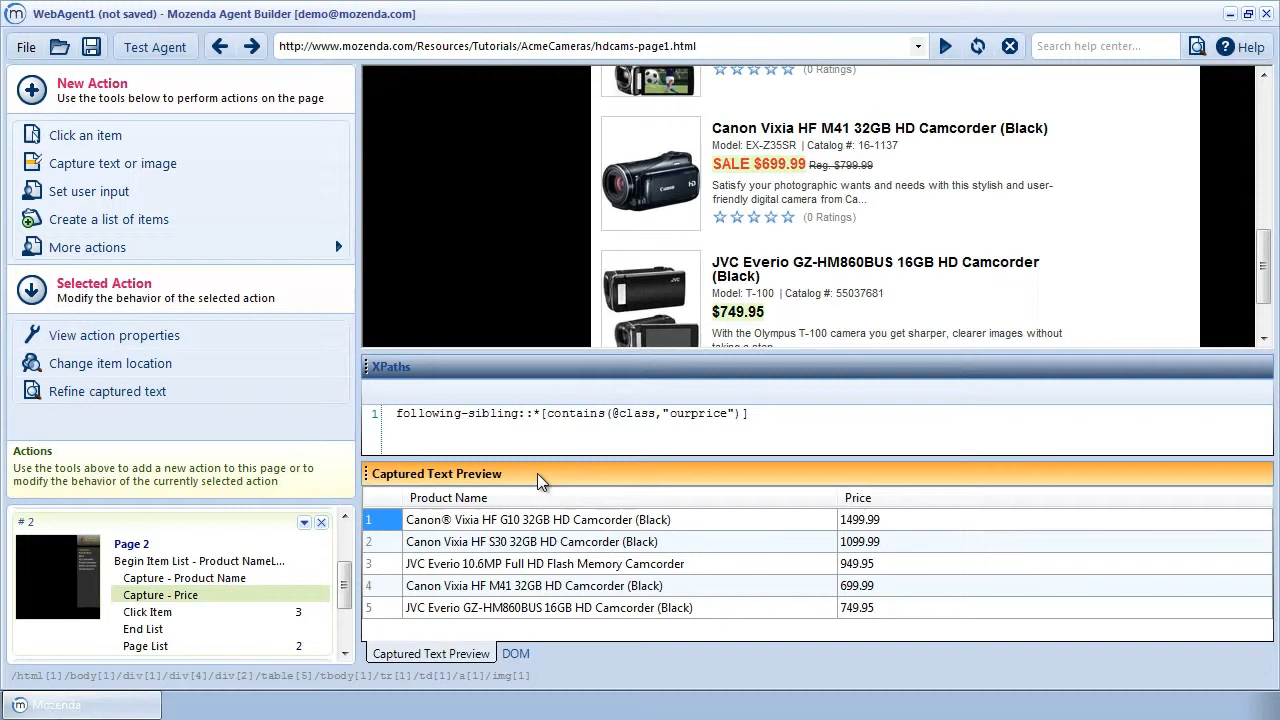 WebAgent1 (not saved) - Mozenda Agent Builder [demo@mozenda.com]
File
Test Agent
http://www.mozenda.com/Resources/Tutorials/AcmeCameras/hdcams-page1.html
Search help center...
Help
New Action
Use the tools below to perform actions on the page
Click an item
Capture text or image
Set user input
Create a list of items
More actions
Selected Action
Modify the behavior of the selected action
View action properties
Change item location
Refine captured text
Actions
Use the tools above to add a new action to this page or to
modify the behavior of the currently selected action
# 2
Page 2
Begin Item List - Product NameL...
Capture - Product Name
Capture - Price
Click Item 3
End List
Page List 2
(0 Ratings)
Canon Vixia HF M41 32GB HD Camcorder (Black)
Model: EX-Z35SR | Catalog #: 16-1137
SALE $699.99 Reg. $799.99
Satisfy your photographic wants and needs with this stylish and user-
friendly digital camera from Ca...
(0 Ratings)
JVC Everio GZ-HM860BUS 16GB HD Camcorder
(Black)
Model: T-100 | Catalog #: 55037681
$749.95
With the Olympus T-100 camera you get sharper, clearer images without
taking a step
XPaths
1 following-sibling::*[contains(@class,"ourprice")]
Captured Text Preview
Product Name Price
1 Canon® Vixia HF G10 32GB HD Camcorder (Black) 1499.99
2 Canon Vixia HF S30 32GB HD Camcorder (Black) 1099.99
3 JVC Everio 10.6MP Full HD Flash Memory Camcorder 949.95
4 Canon Vixia HF M41 32GB HD Camcorder (Black) 699.99
5 JVC Everio GZ-HM860BUS 16GB HD Camcorder (Black) 749.95
Captured Text Preview DOM
/html[1]/body[1]/div[1]/div[4]/div[2]/table[5]/tbody[1]/tr[1]/td[1]/a[1]/img[1]
Mozenda